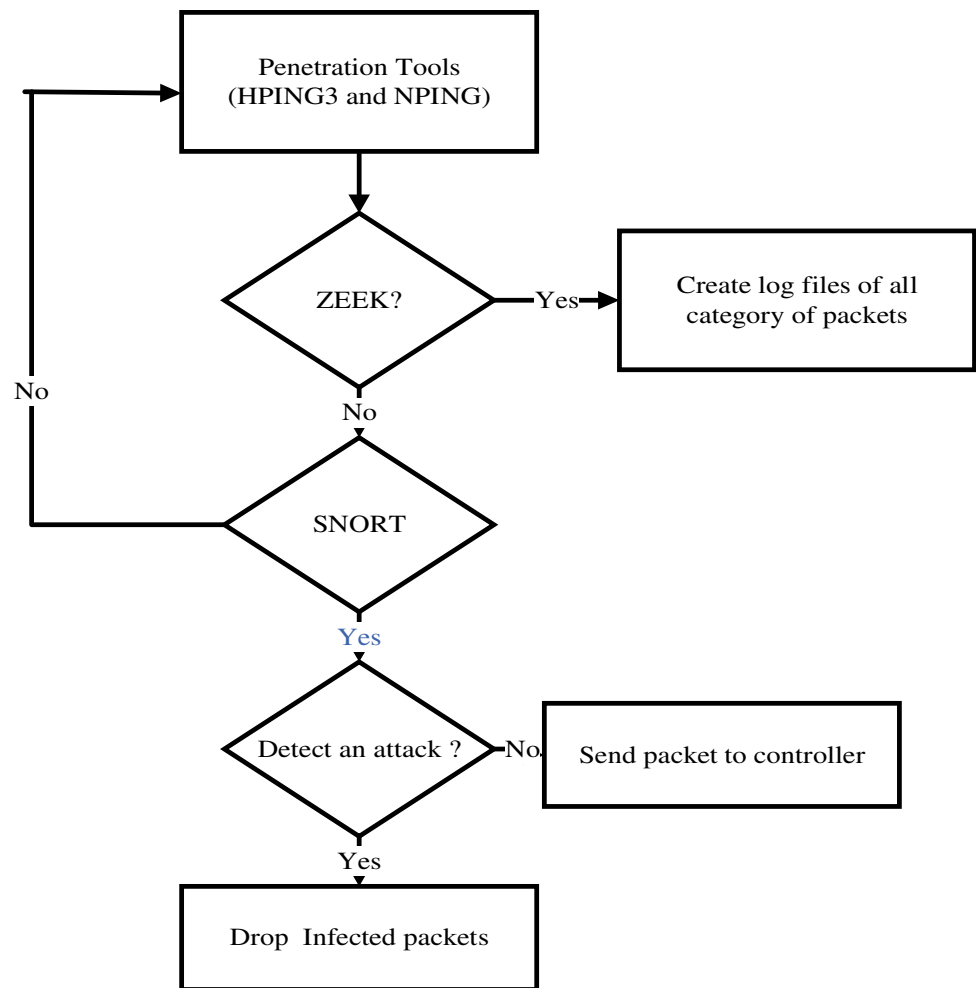 Penetration Tools
(HPING3 and NPING)
ZEEK?
Yes
Create log files of all
category of packets
No
No
SNORT
Yes
Detect an attack ?
No
Send packet to controller
Yes
Drop Infected packets